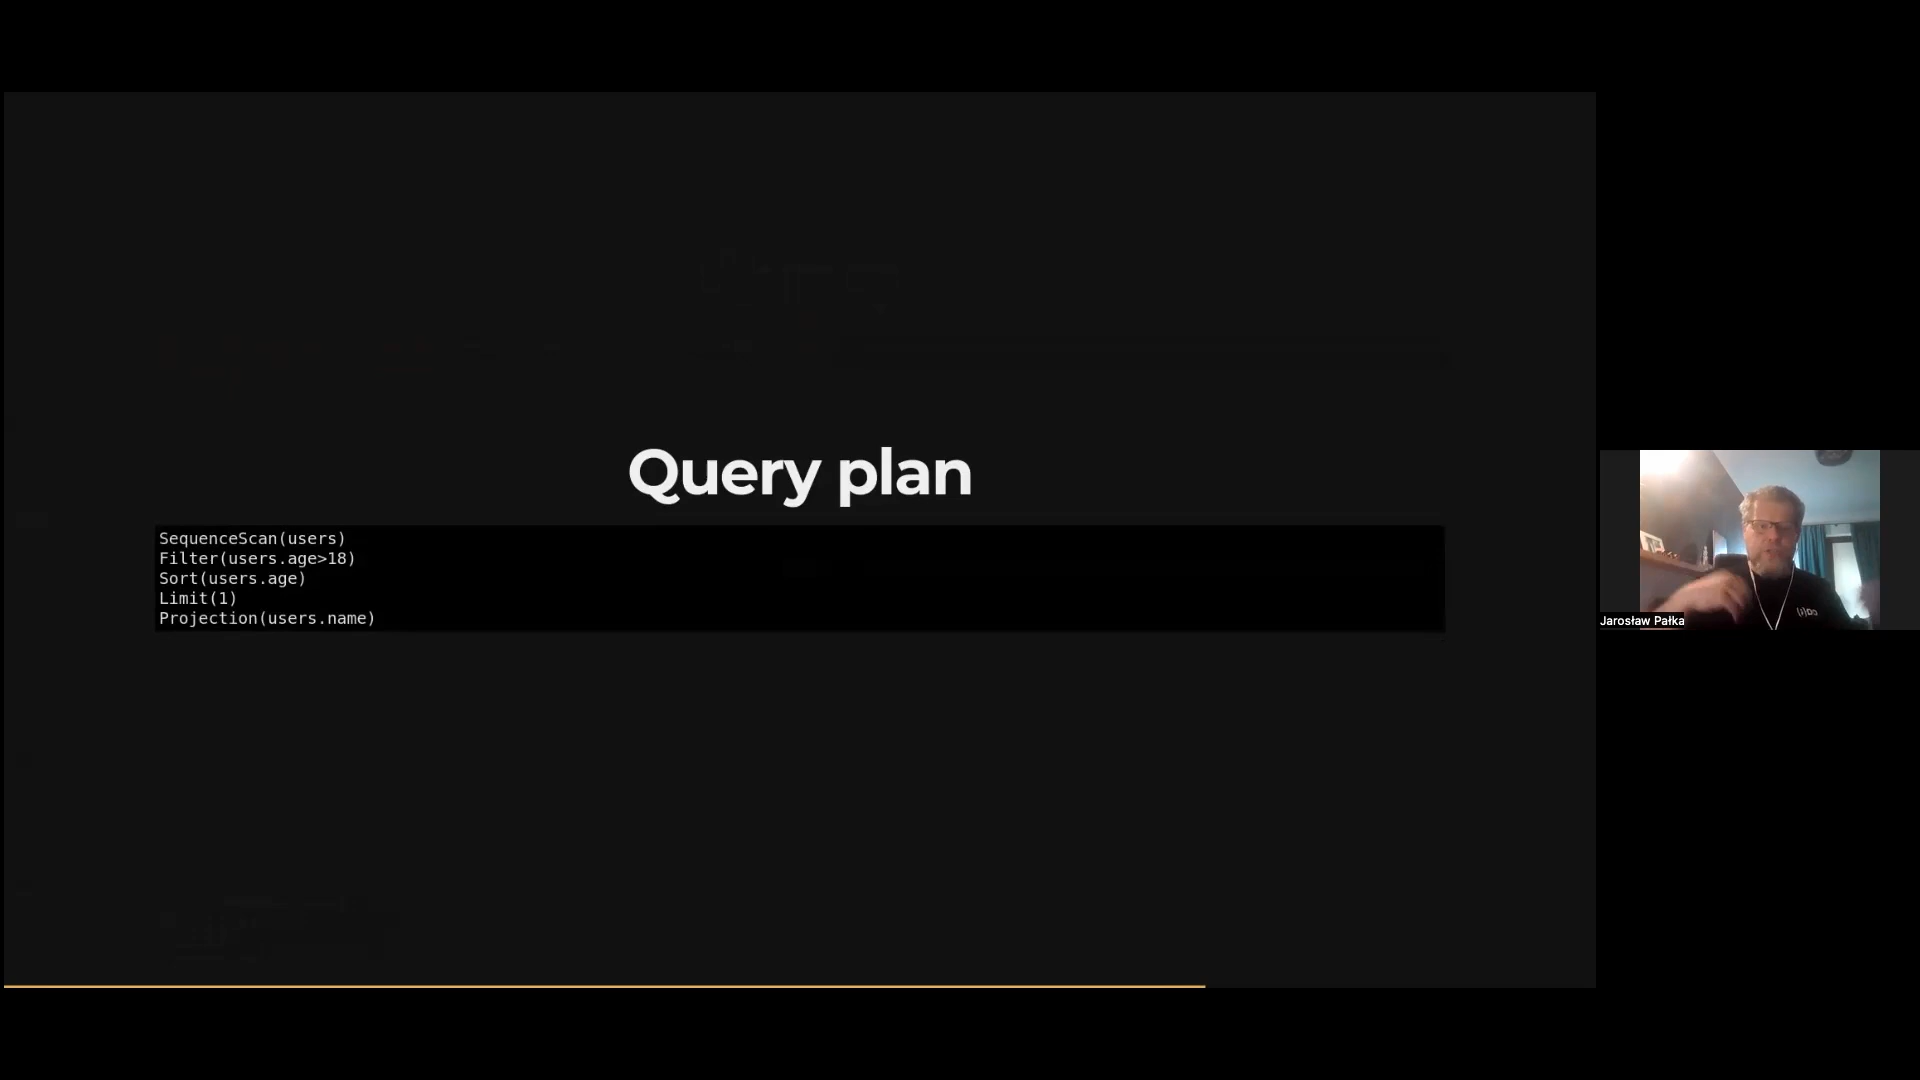 Query plan
SequenceScan(users)
Filter(users.age>18)
Sort(users.age)
Limit(1)
Projection(users.name)
Jarosław Pałka